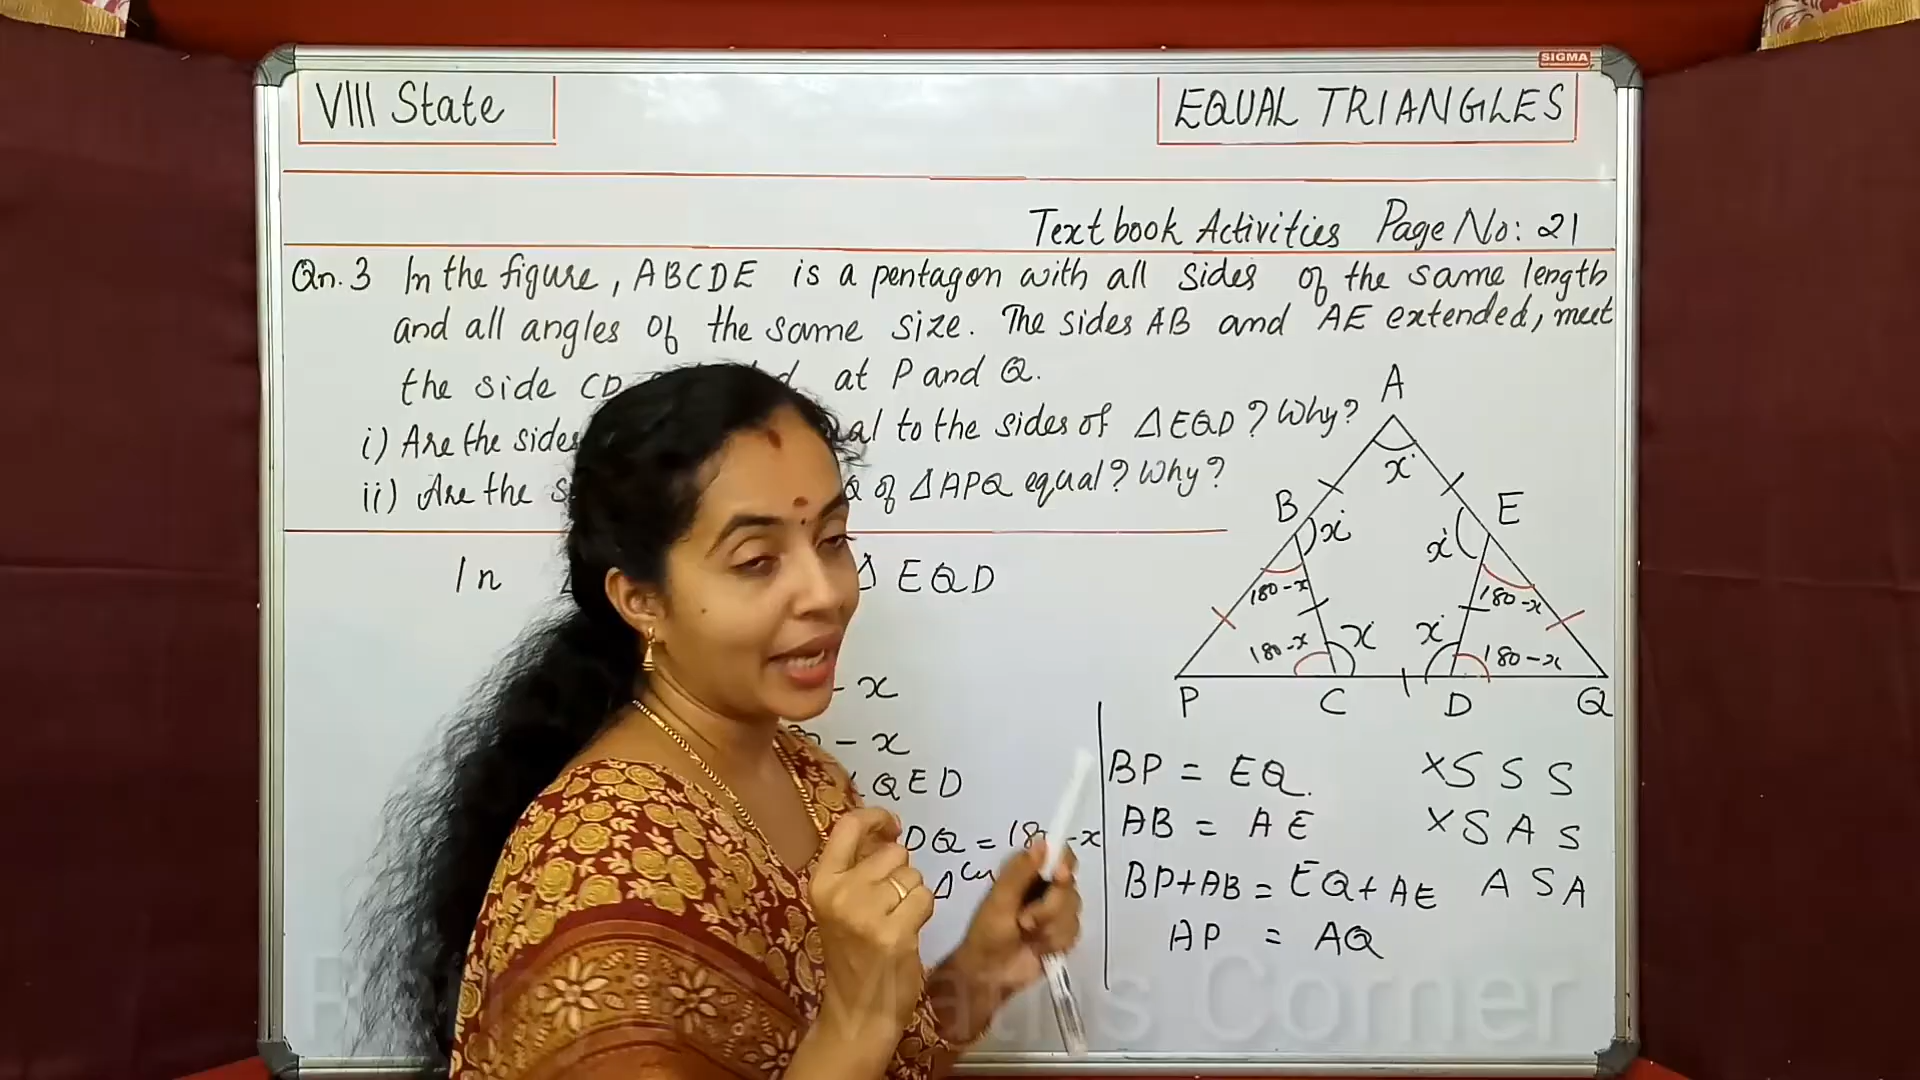 SIGMA
VIII State
EQUAL TRIANGLES
Textbook Activities Page No: 21
Qn. 3 In the figure, ABCDE is a pentagon with all sides of the same length
and all angles of the same size. The sides AB and AE extended, meet
the side CD at P and Q.
i) Are the sides to the sides of ΔEQD? Why?
ii) Are the of ΔAPQ equal? Why?
In Δ EQD
- x
- x
QED
DQ = 180 - x
A
x°
B
x°
E
x°
180-x
180-x
180-x
x°
x°
180-x
P
C
D
Q
BP = EQ.
AB = AE
BP+AB = EQ+AE
AP = AQ
×S S S
×S A S
A S A
Maths Corner